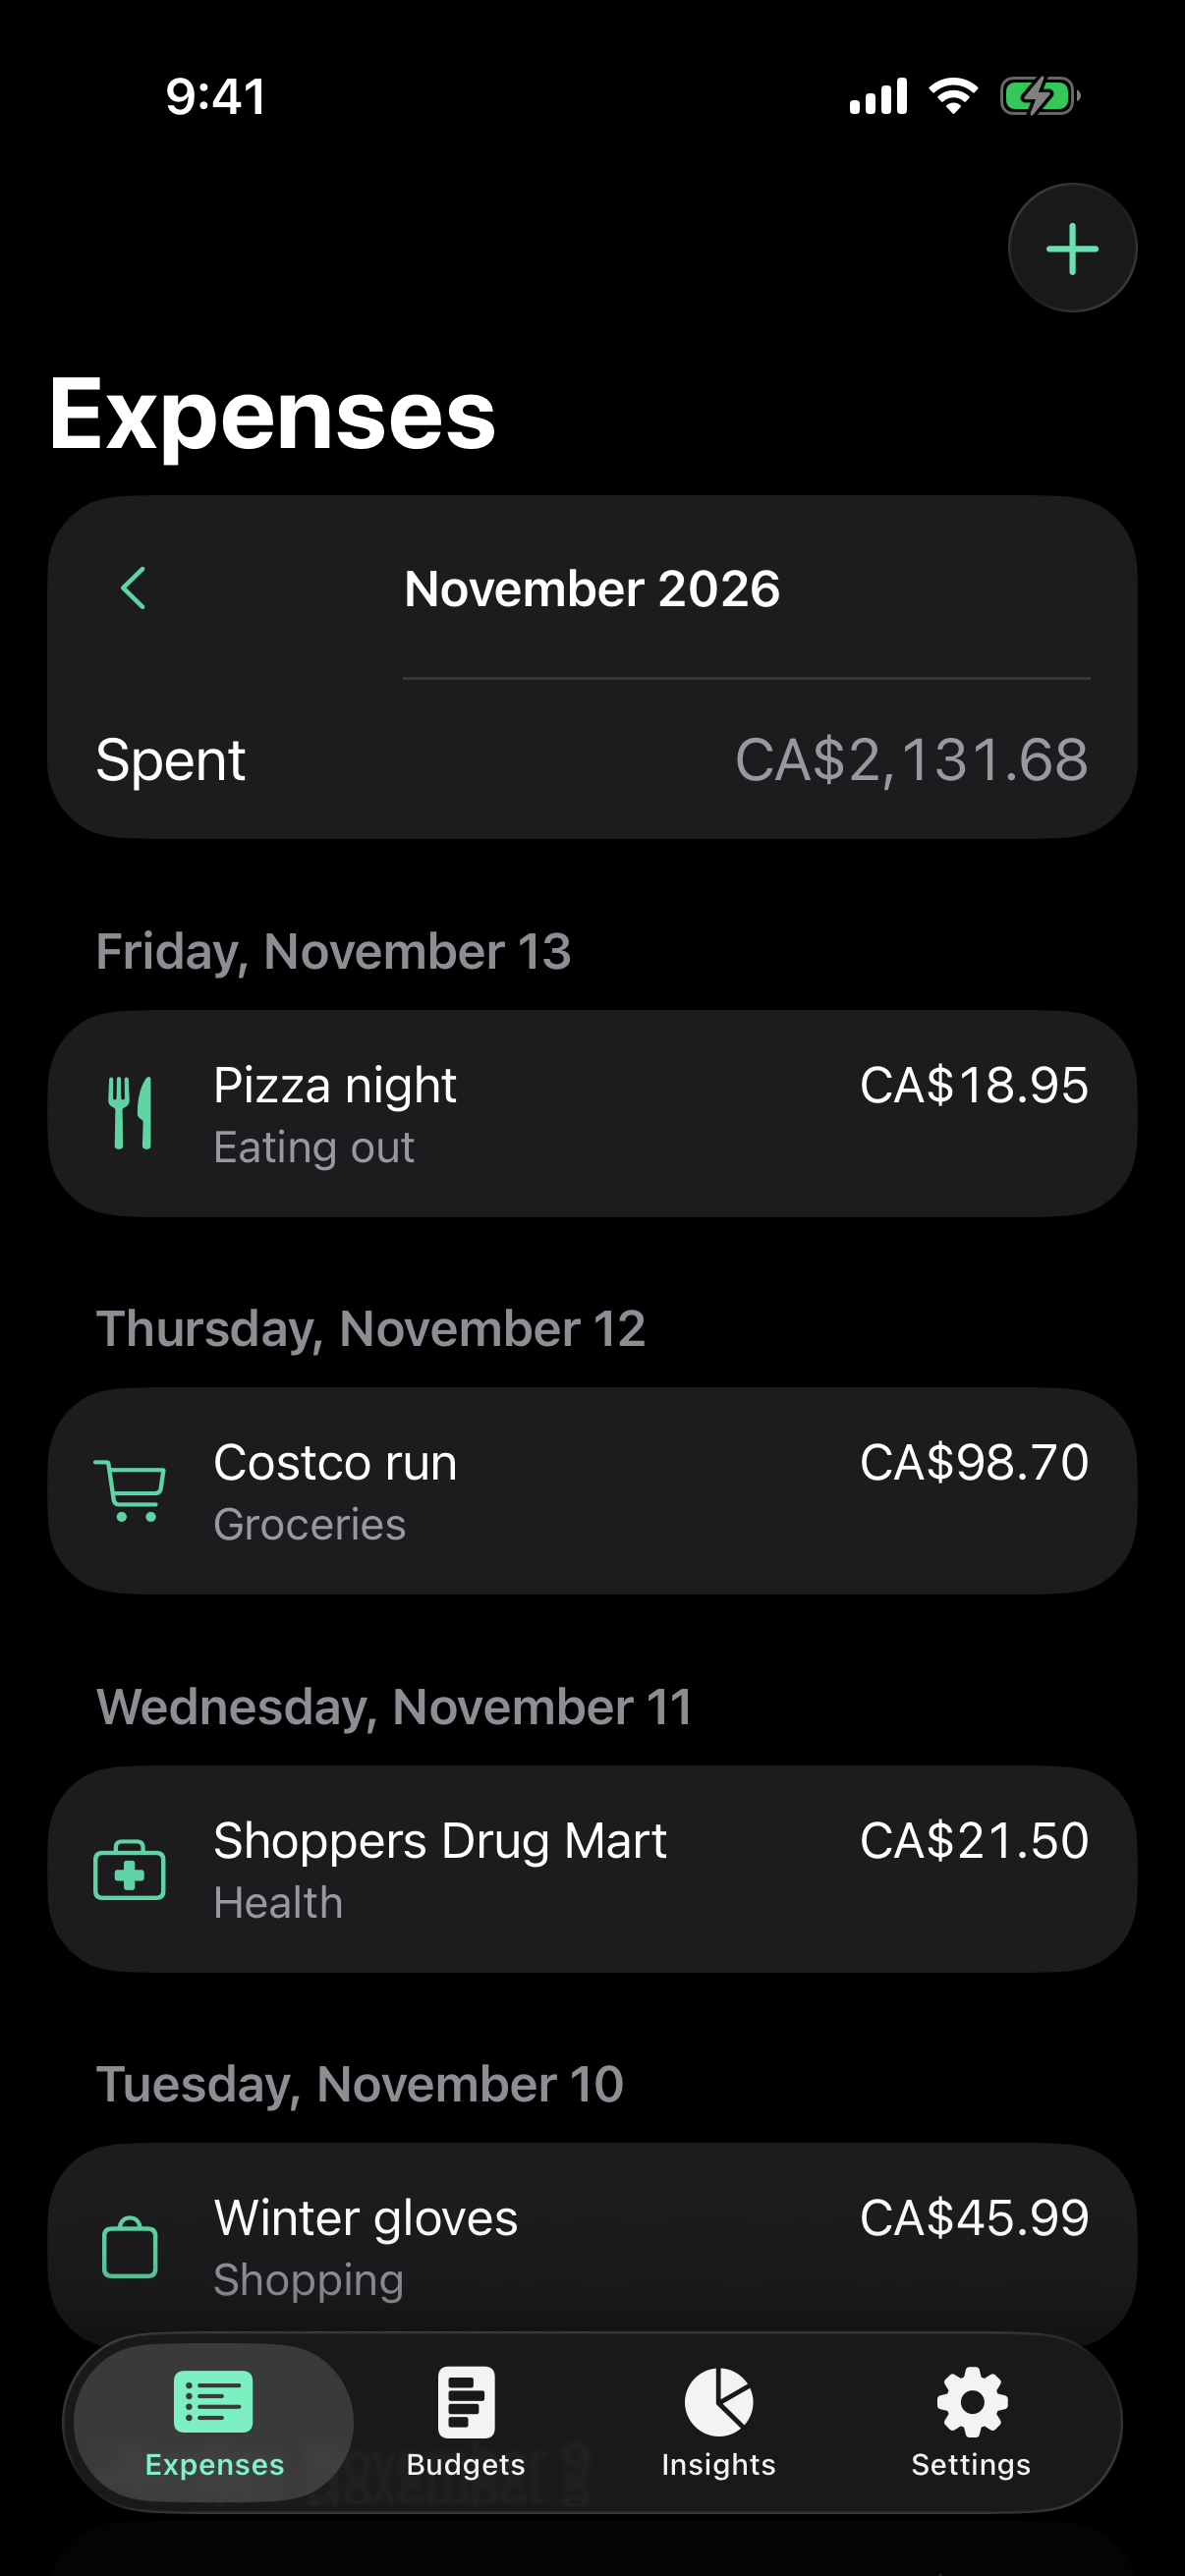 9:41
Expenses
November 2026
Spent CA$2,131.68
Friday, November 13
Pizza night CA$18.95
Eating out
Thursday, November 12
Costco run CA$98.70
Groceries
Wednesday, November 11
Shoppers Drug Mart CA$21.50
Health
Tuesday, November 10
Winter gloves CA$45.99
Shopping
Expenses Budgets Insights Settings